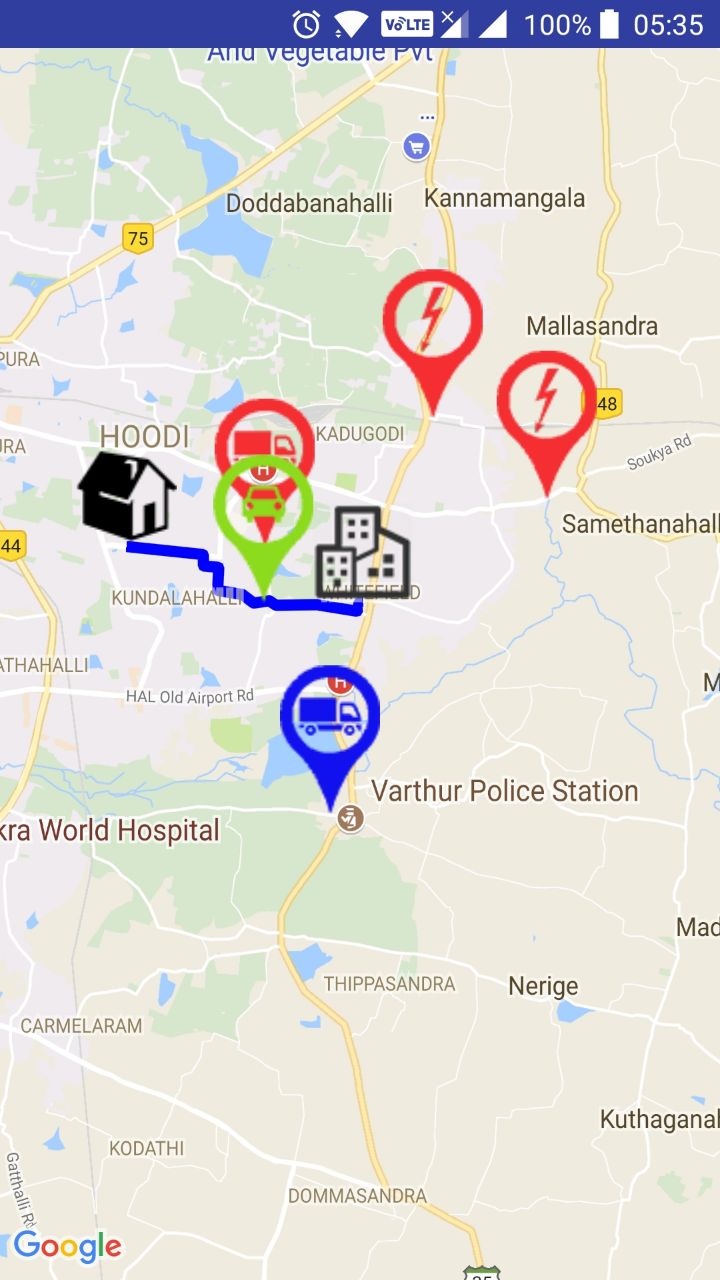 VoLTE 100% 05:35
And Vegetable Pvt
Doddabanahalli
Kannamangala
75
Mallasandra
PURA
48
HOODI
KADUGODI
URA
Soukya Rd
H
Samethanahall
44
KUNDALAHALLI
WHITEFIELD
ATHAHALLI
H
HAL Old Airport Rd
M
Varthur Police Station
kra World Hospital
Mad
THIPPASANDRA
Nerige
CARMELARAM
Kuthaganal
KODATHI
Gatthalli Rd
DOMMASANDRA
Google
35